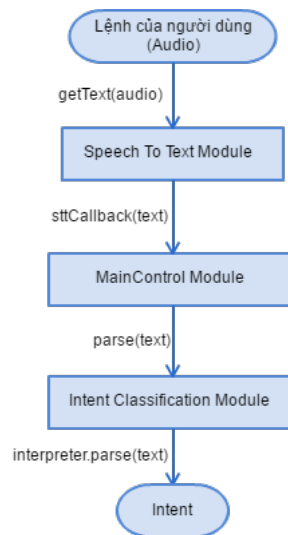 Lệnh của người dùng
(Audio)
getText(audio)
Speech To Text Module
sttCallback(text)
MainControl Module
parse(text)
Intent Classification Module
interpreter.parse(text)
Intent